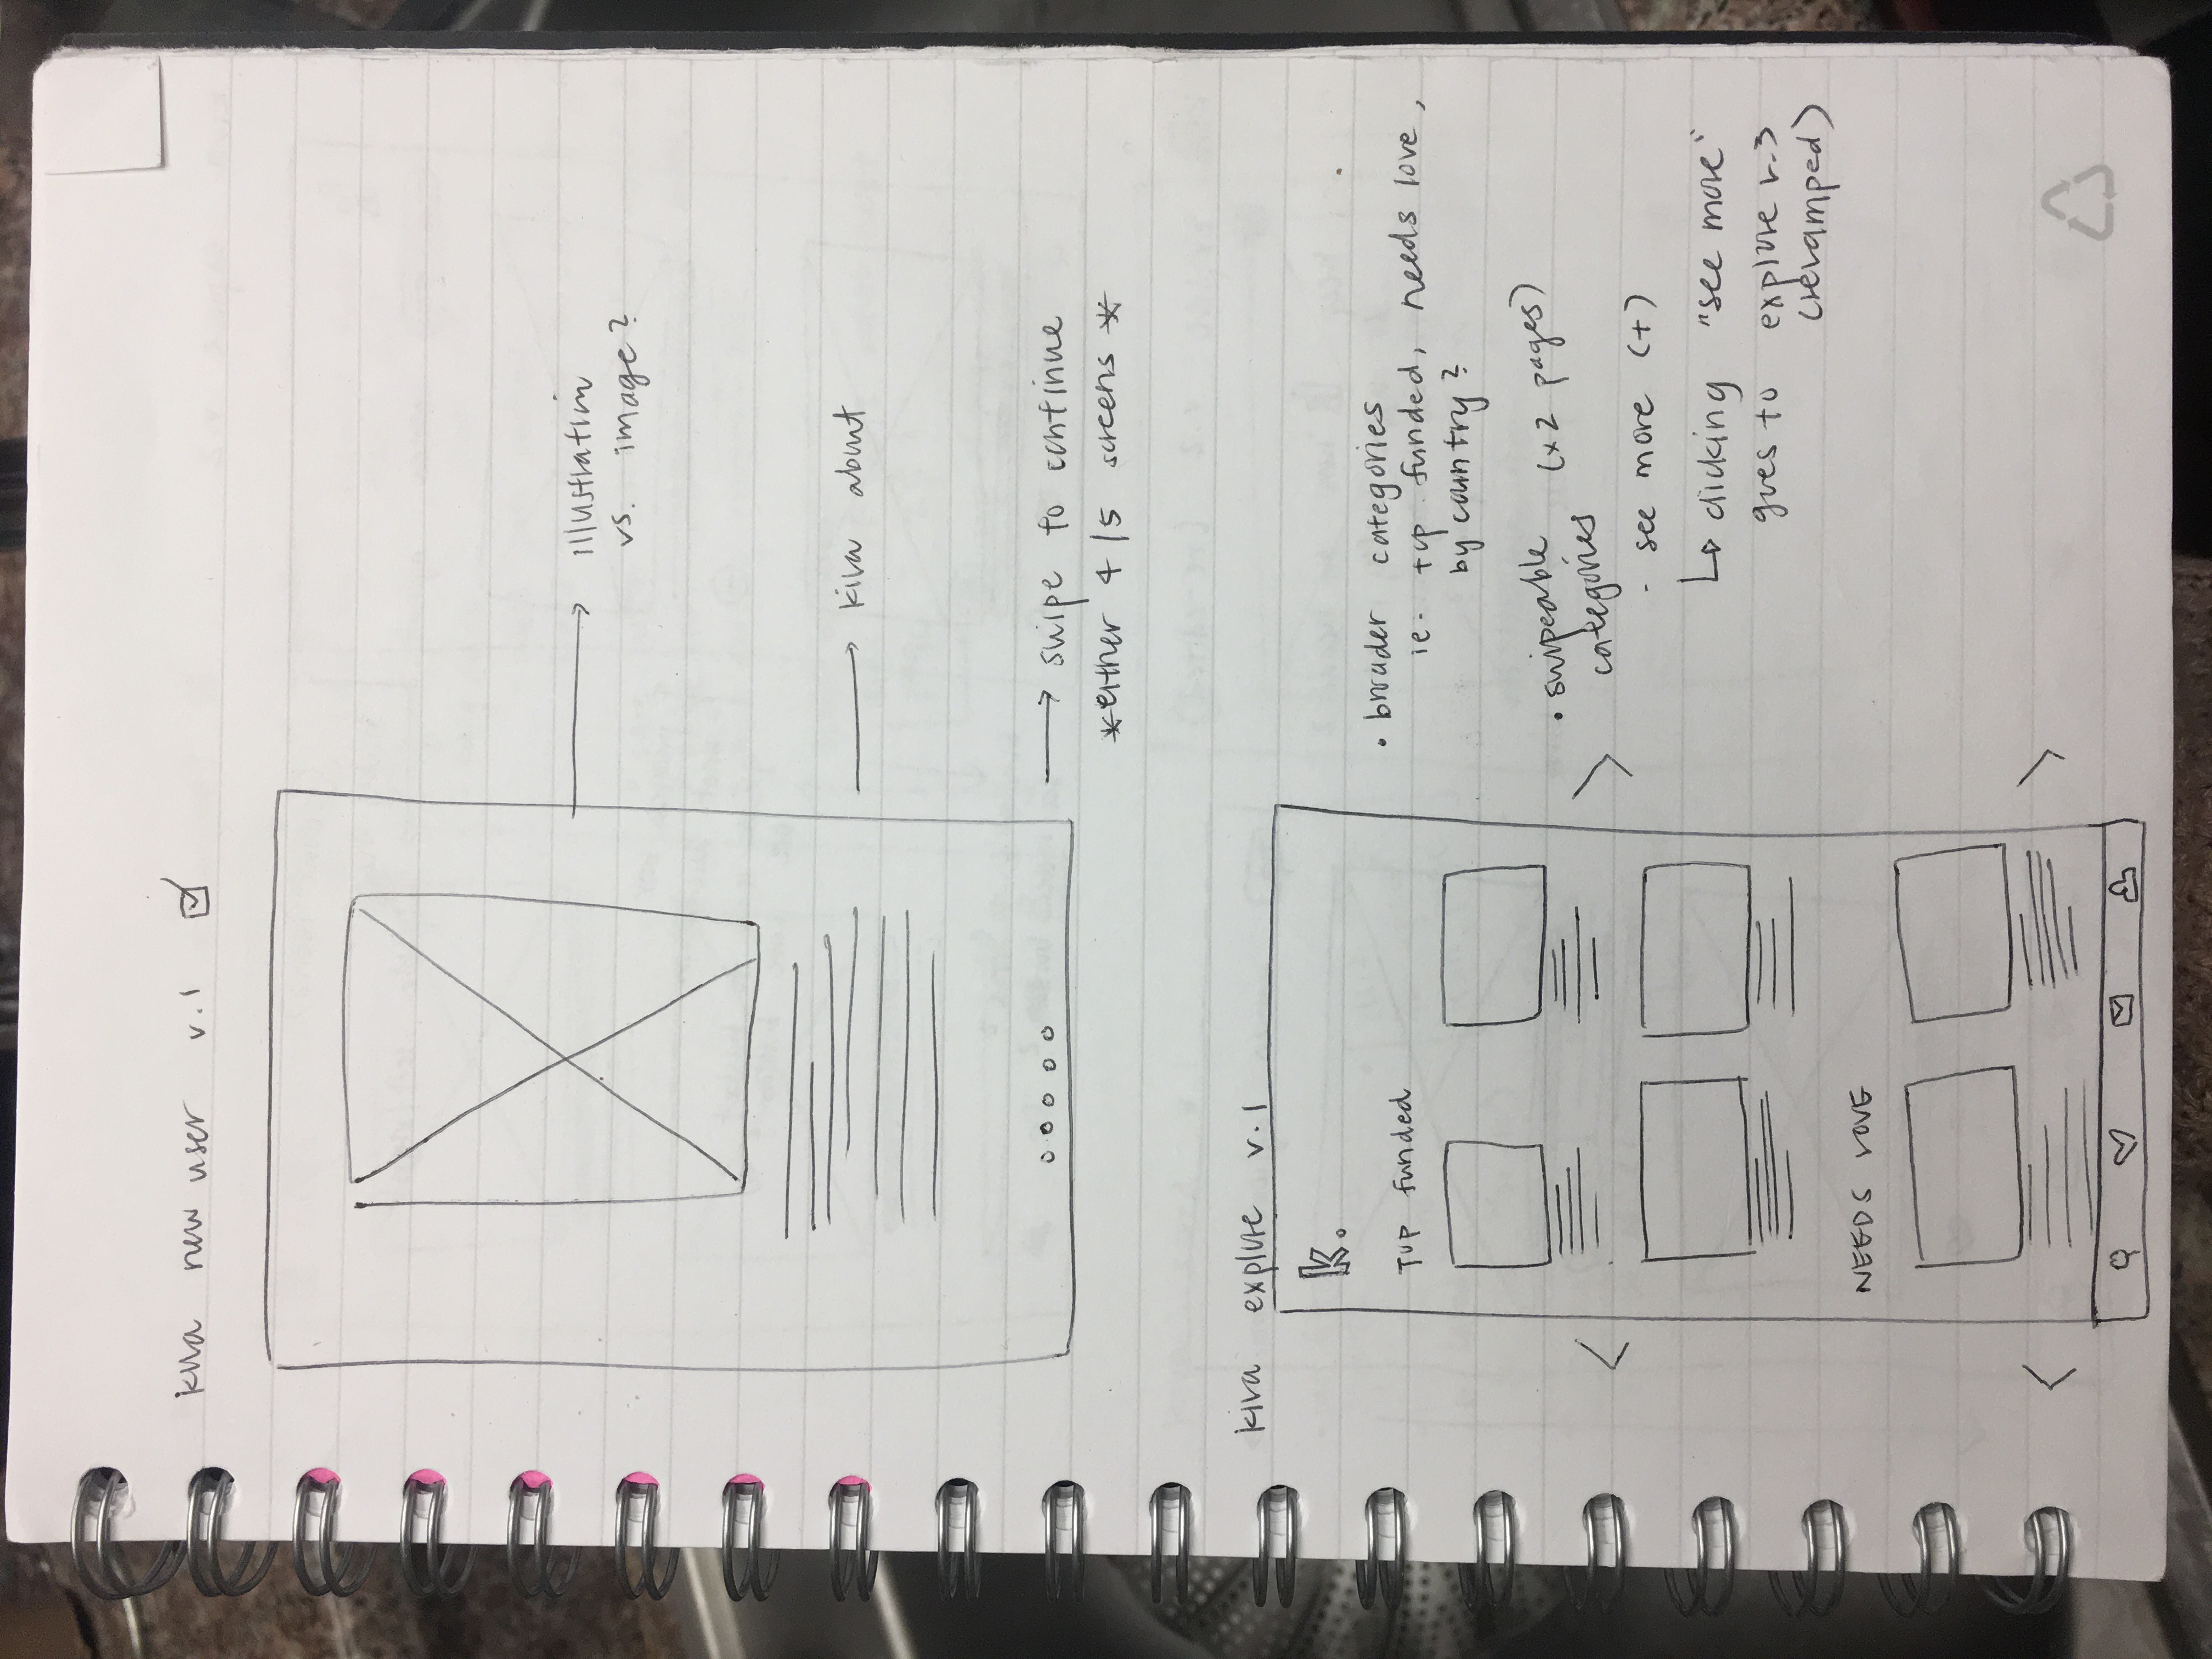 kiva new user v.1
illustration
vs. image?
kiva about
swipe to continue
*either 4/5 screens *
kiva explore v.1
k.
Top funded
• broader categories
ie. top funded, needs love,
by country?
• swipeable (x2 pages)
categories
- see more (+)
clicking "see more"
goes to explore v.3
(revamped)
NEEDS LOVE